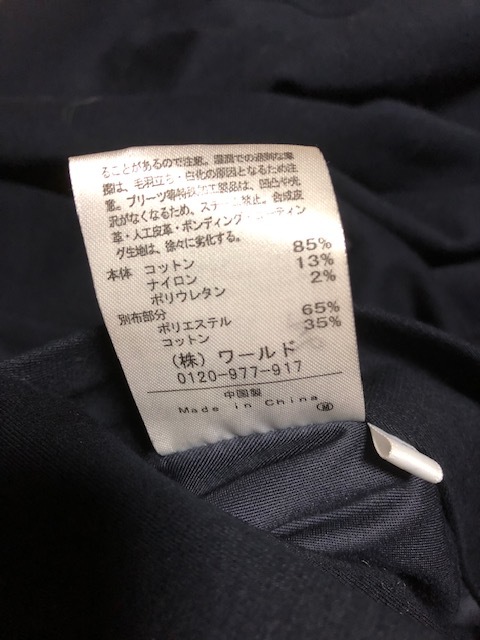 ることがあるので注意。湿潤での過剰な摩
擦は、毛羽立ち・白化の原因となるため注
意。プリーツ等特殊加工部品は、凹凸や光
沢がなくなるため、スチーム禁止。合成皮
革・人工皮革・ボンディング・コーティン
グ生地は、徐々に劣化する。
本体 コットン 85%
ナイロン 13%
ポリウレタン 2%
別布部分
ポリエステル 65%
コットン 35%
(株) ワールド
0120-977-917
中国製
Made in China Ⓜ